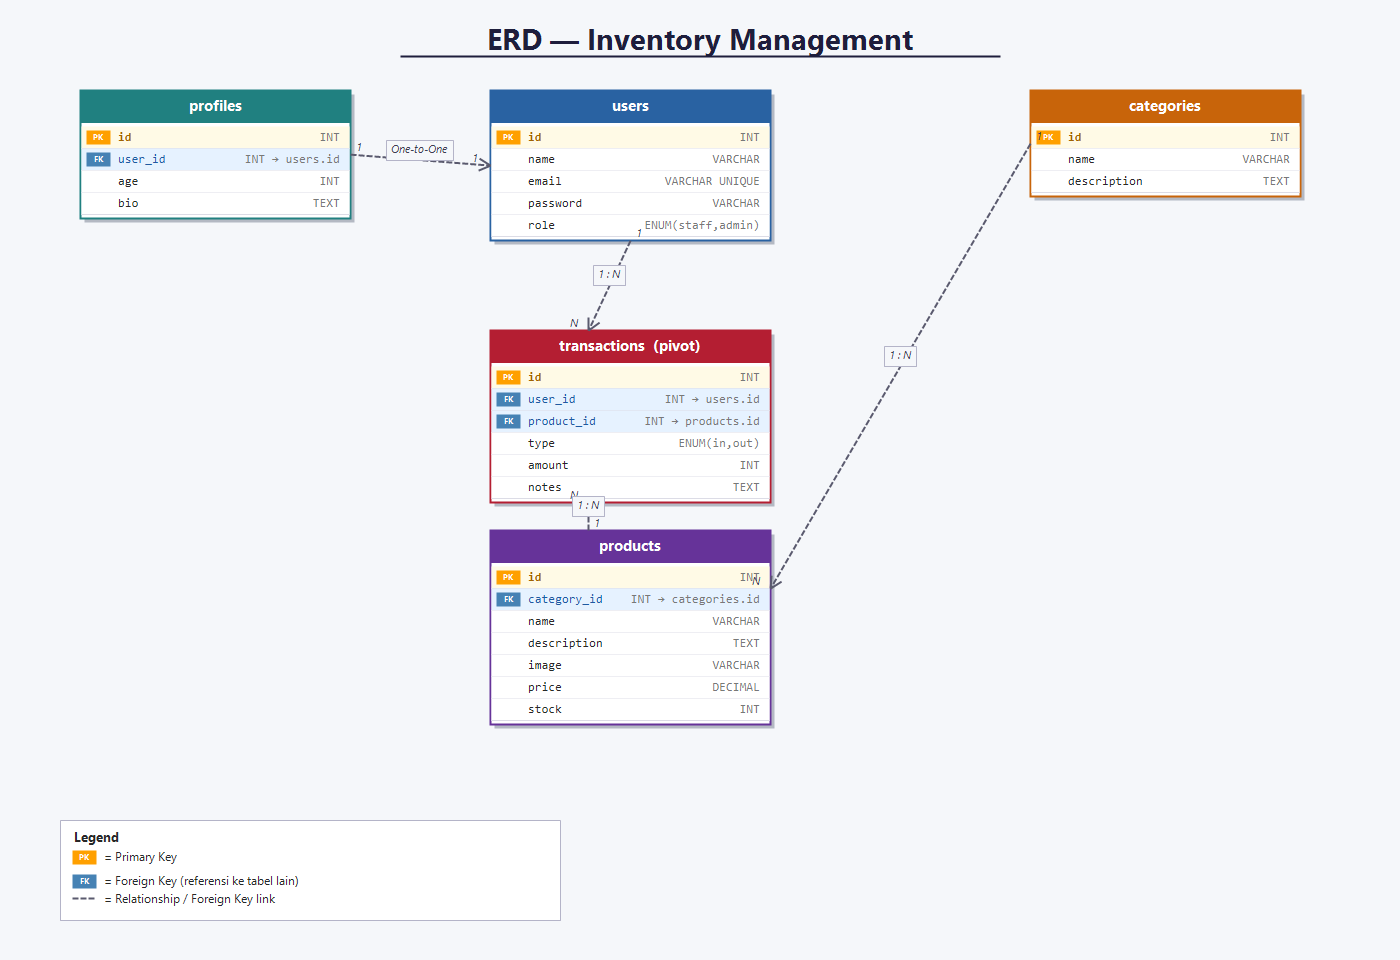 ERD — Inventory Management
profiles
PK id INT
FK user_id INT → users.id
age INT
bio TEXT
1 One-to-One 1
users
PK id INT
name VARCHAR
email VARCHAR UNIQUE
password VARCHAR
role ENUM(staff,admin)
categories
1 PK id INT
name VARCHAR
description TEXT
1
1:N
N
transactions (pivot)
PK id INT
FK user_id INT → users.id
FK product_id INT → products.id
type ENUM(in,out)
amount INT
notes TEXT
1:N
N
1:N
1
products
PK id INT
N
FK category_id INT → categories.id
name VARCHAR
description TEXT
image VARCHAR
price DECIMAL
stock INT
Legend
PK = Primary Key
FK = Foreign Key (referensi ke tabel lain)
= Relationship / Foreign Key link